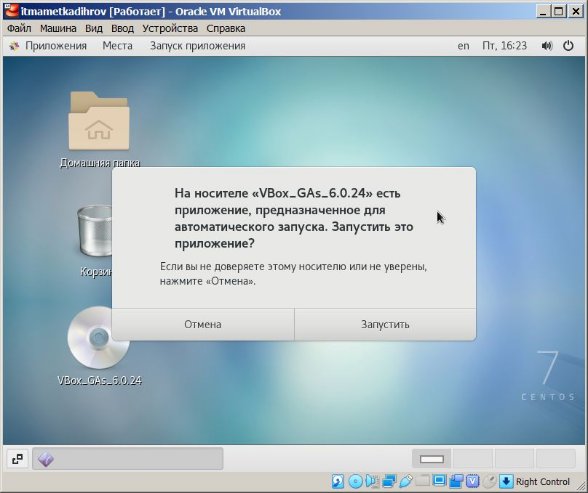 itmametkadihrov [Работает] - Oracle VM VirtualBox
Файл Машина Вид Ввод Устройства Справка
Приложения Места Запуск приложения en Пт, 16:23
Домашняя папка
На носителе «VBox_GAs_6.0.24» есть
приложение, предназначенное для
автоматического запуска. Запустить это
приложение?
Если вы не доверяете этому носителю или не уверены,
нажмите «Отмена».
Отмена Запустить
Корзин
VBox_GAs_6.0.24
7
CENTOS
Right Control